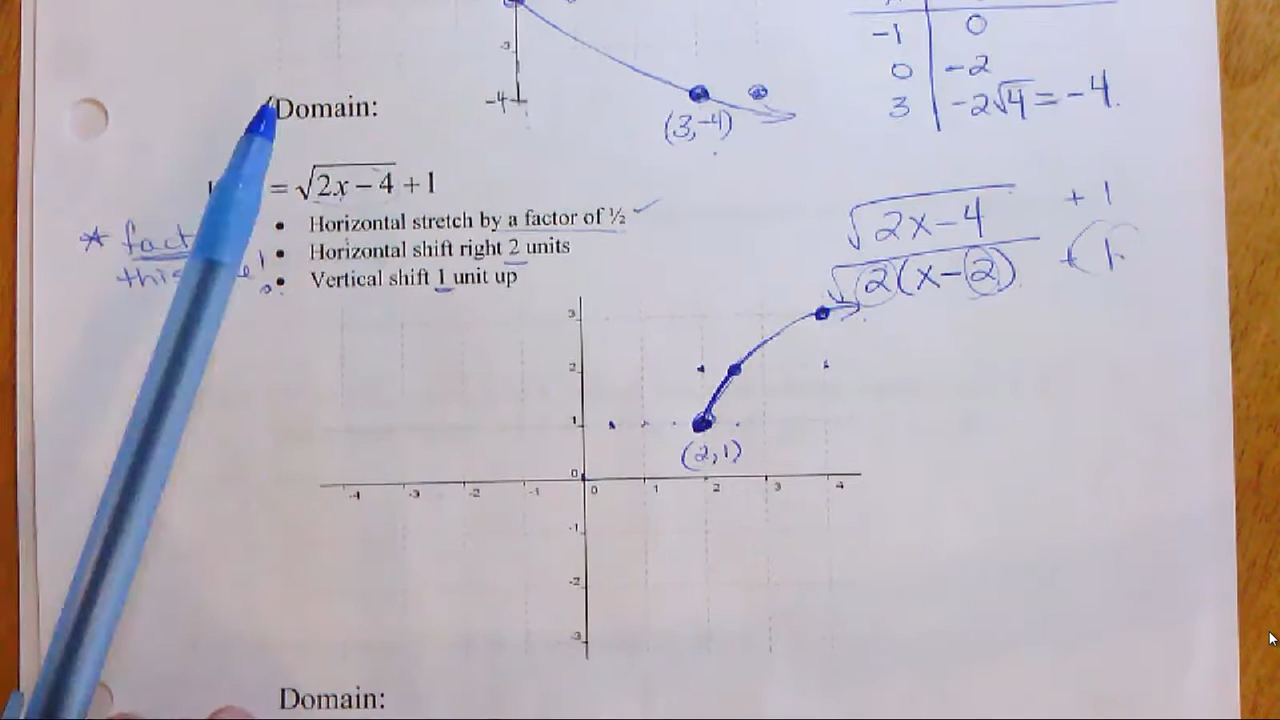 -3
-4
(3,-4)
-1 | 0
0 | -2
3 | -2√4 = -4.
Domain:
= √2x – 4 + 1
• Horizontal stretch by a factor of ½ ✓
• Horizontal shift right 2 units
• Vertical shift 1 unit up
*
√2x-4 + 1
√2(x-2)
3
2
1
0
(2,1)
-4 -3 -2 -1 0 1 2 3 4
-1
-2
-3
Domain: